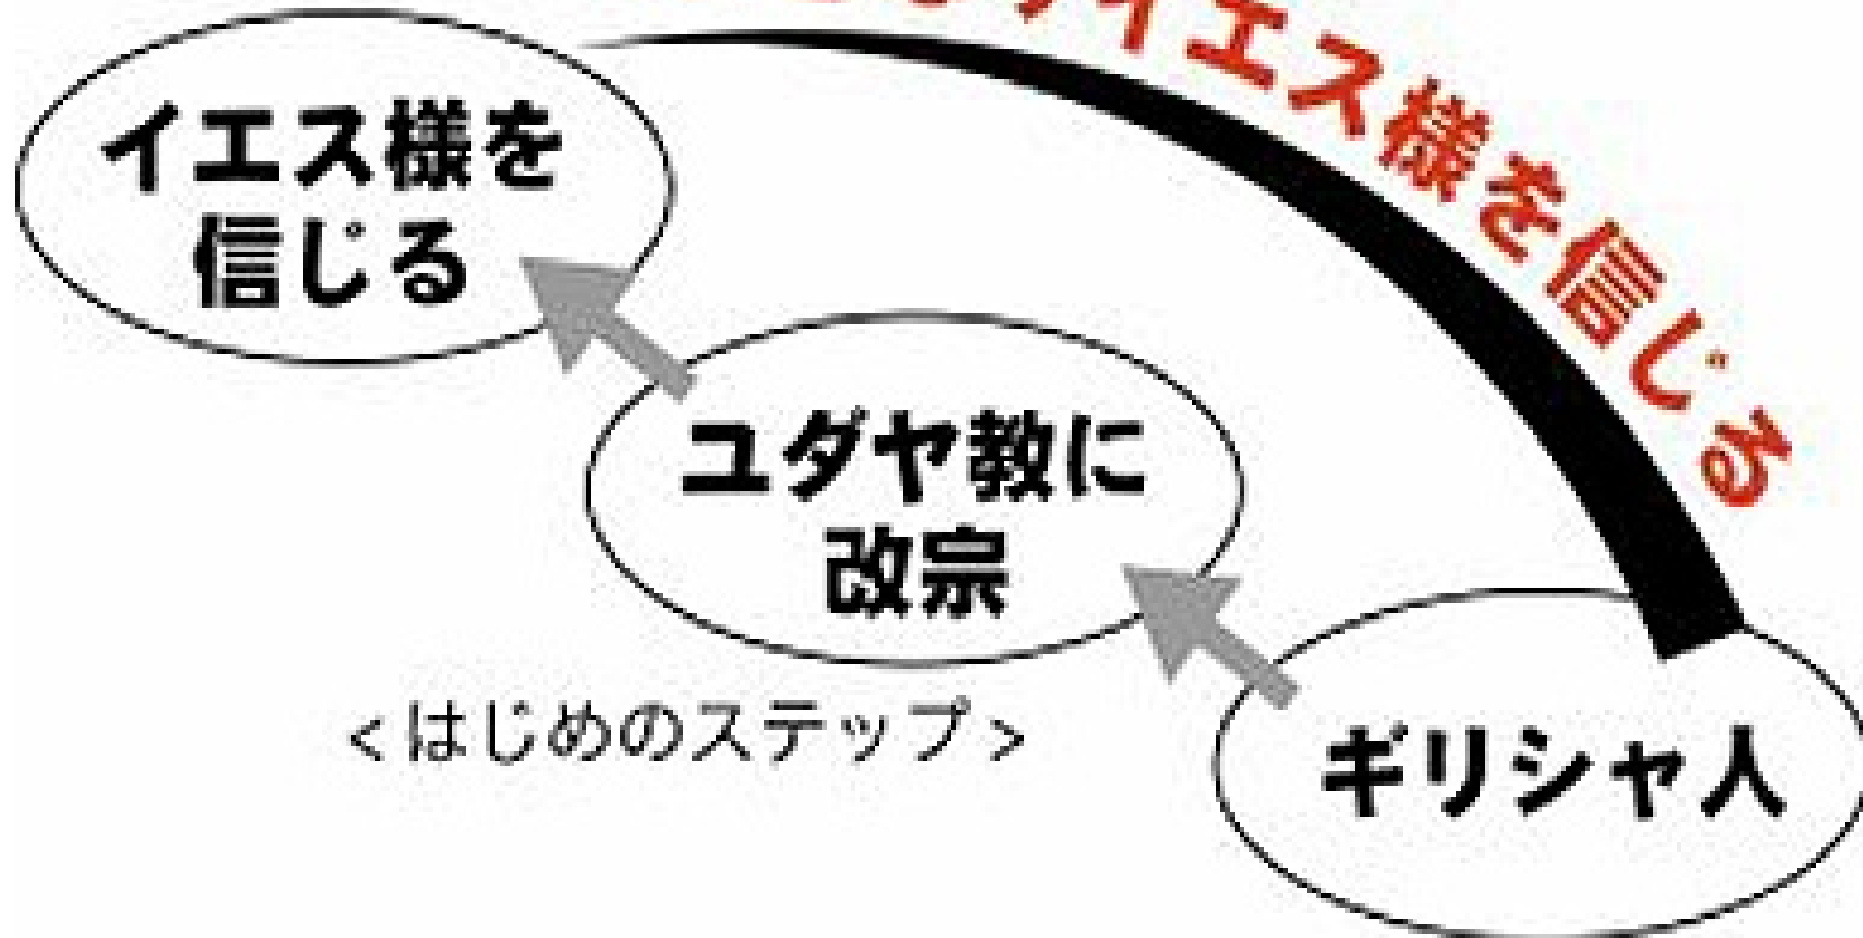 イエス様を信じる
イエス様を
信じる
ユダヤ教に
改宗
<はじめのステップ>
ギリシャ人